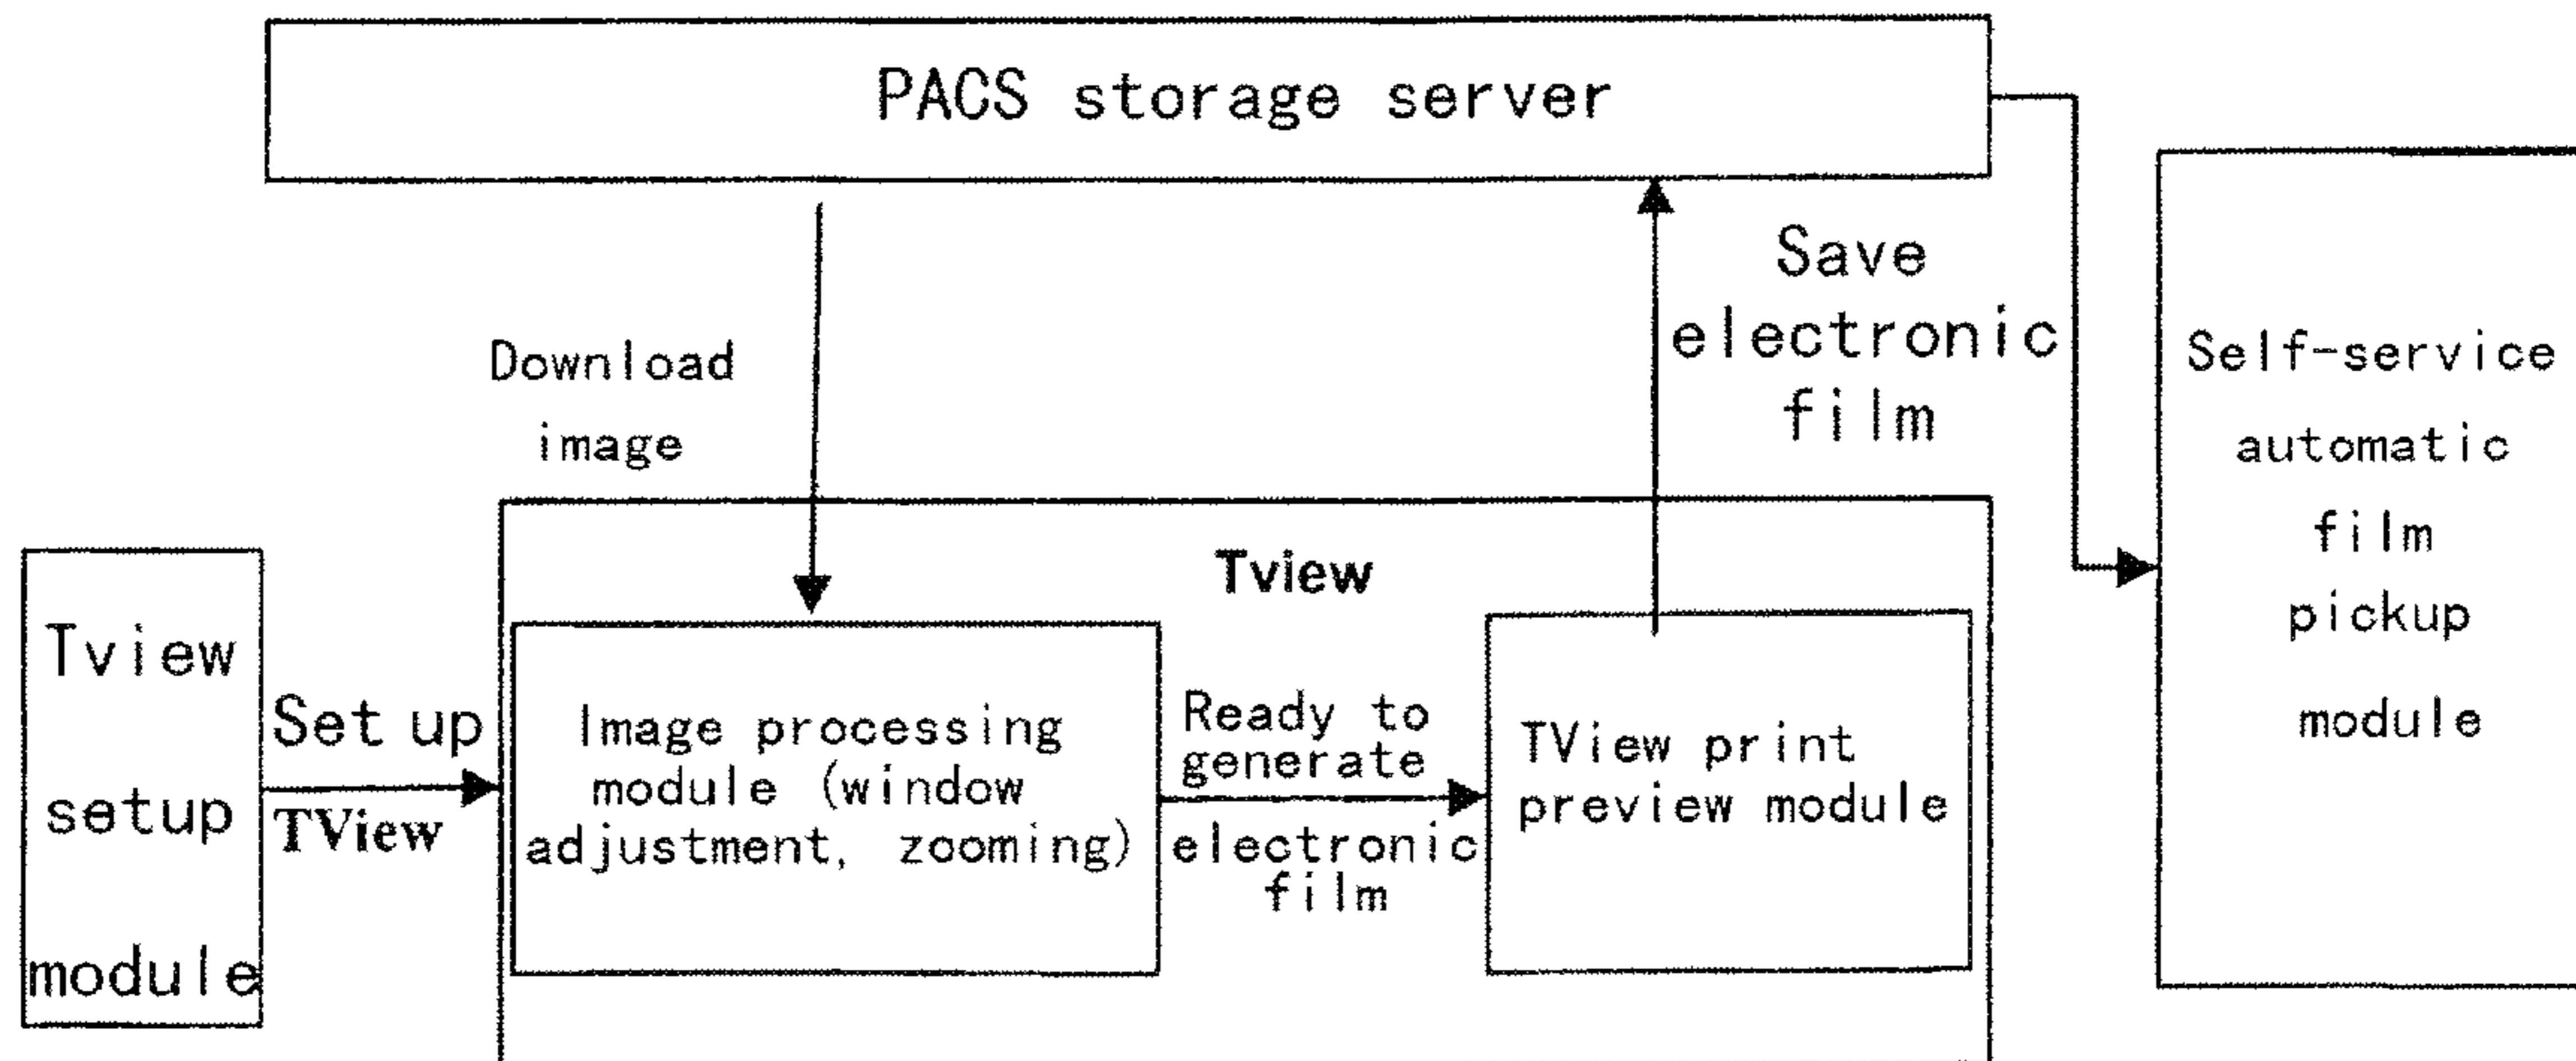 PACS storage server
Download
image
Save
electronic
film
Self-service
automatic
film
pickup
module
Tview
setup
module
Set up
TView
Tview
Image processing
module (window
adjustment, zooming)
Ready to
generate
electronic
film
TView print
preview module